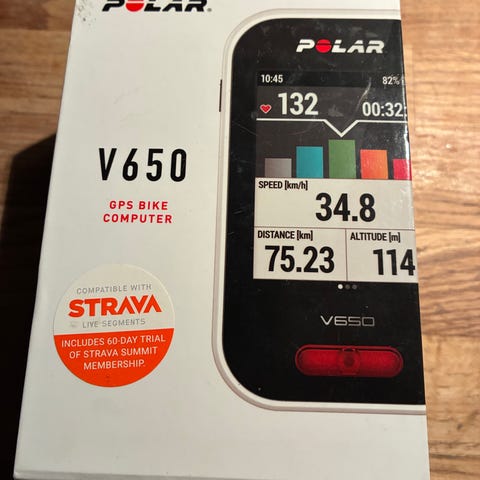 POLAR
V650
GPS BIKE
COMPUTER
COMPATIBLE WITH
STRAVA
LIVE SEGMENTS
INCLUDES 60-DAY TRIAL
OF STRAVA SUMMIT
MEMBERSHIP.
POLAR
10:45 82%
132 00:32:
SPEED [km/h]
34.8
DISTANCE [km] ALTITUDE [m]
75.23 114
V650